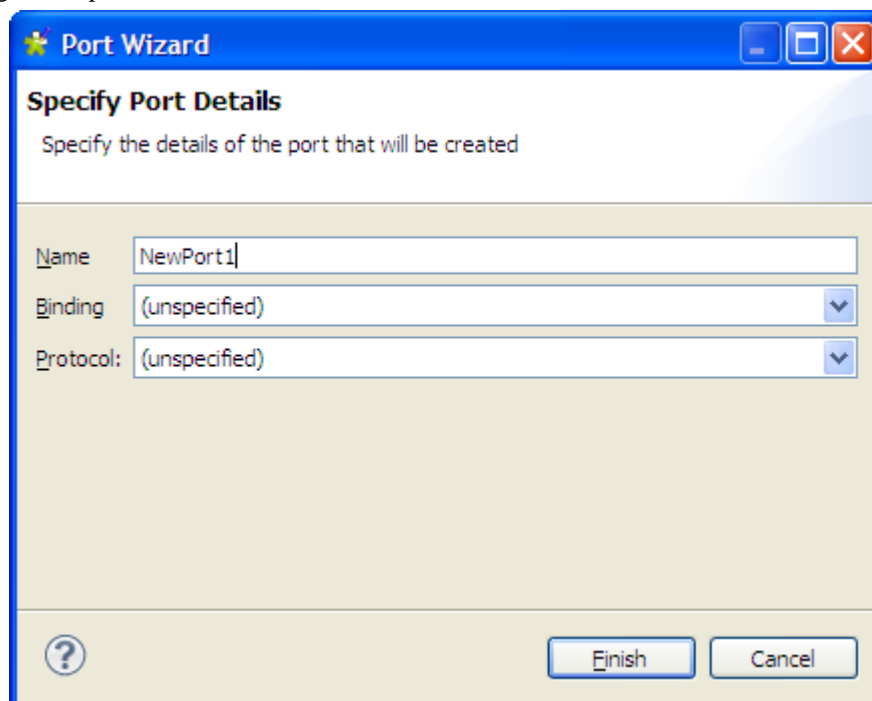 Port Wizard
Specify Port Details
Specify the details of the port that will be created
Name NewPort1
Binding (unspecified)
Protocol: (unspecified)
Finish Cancel